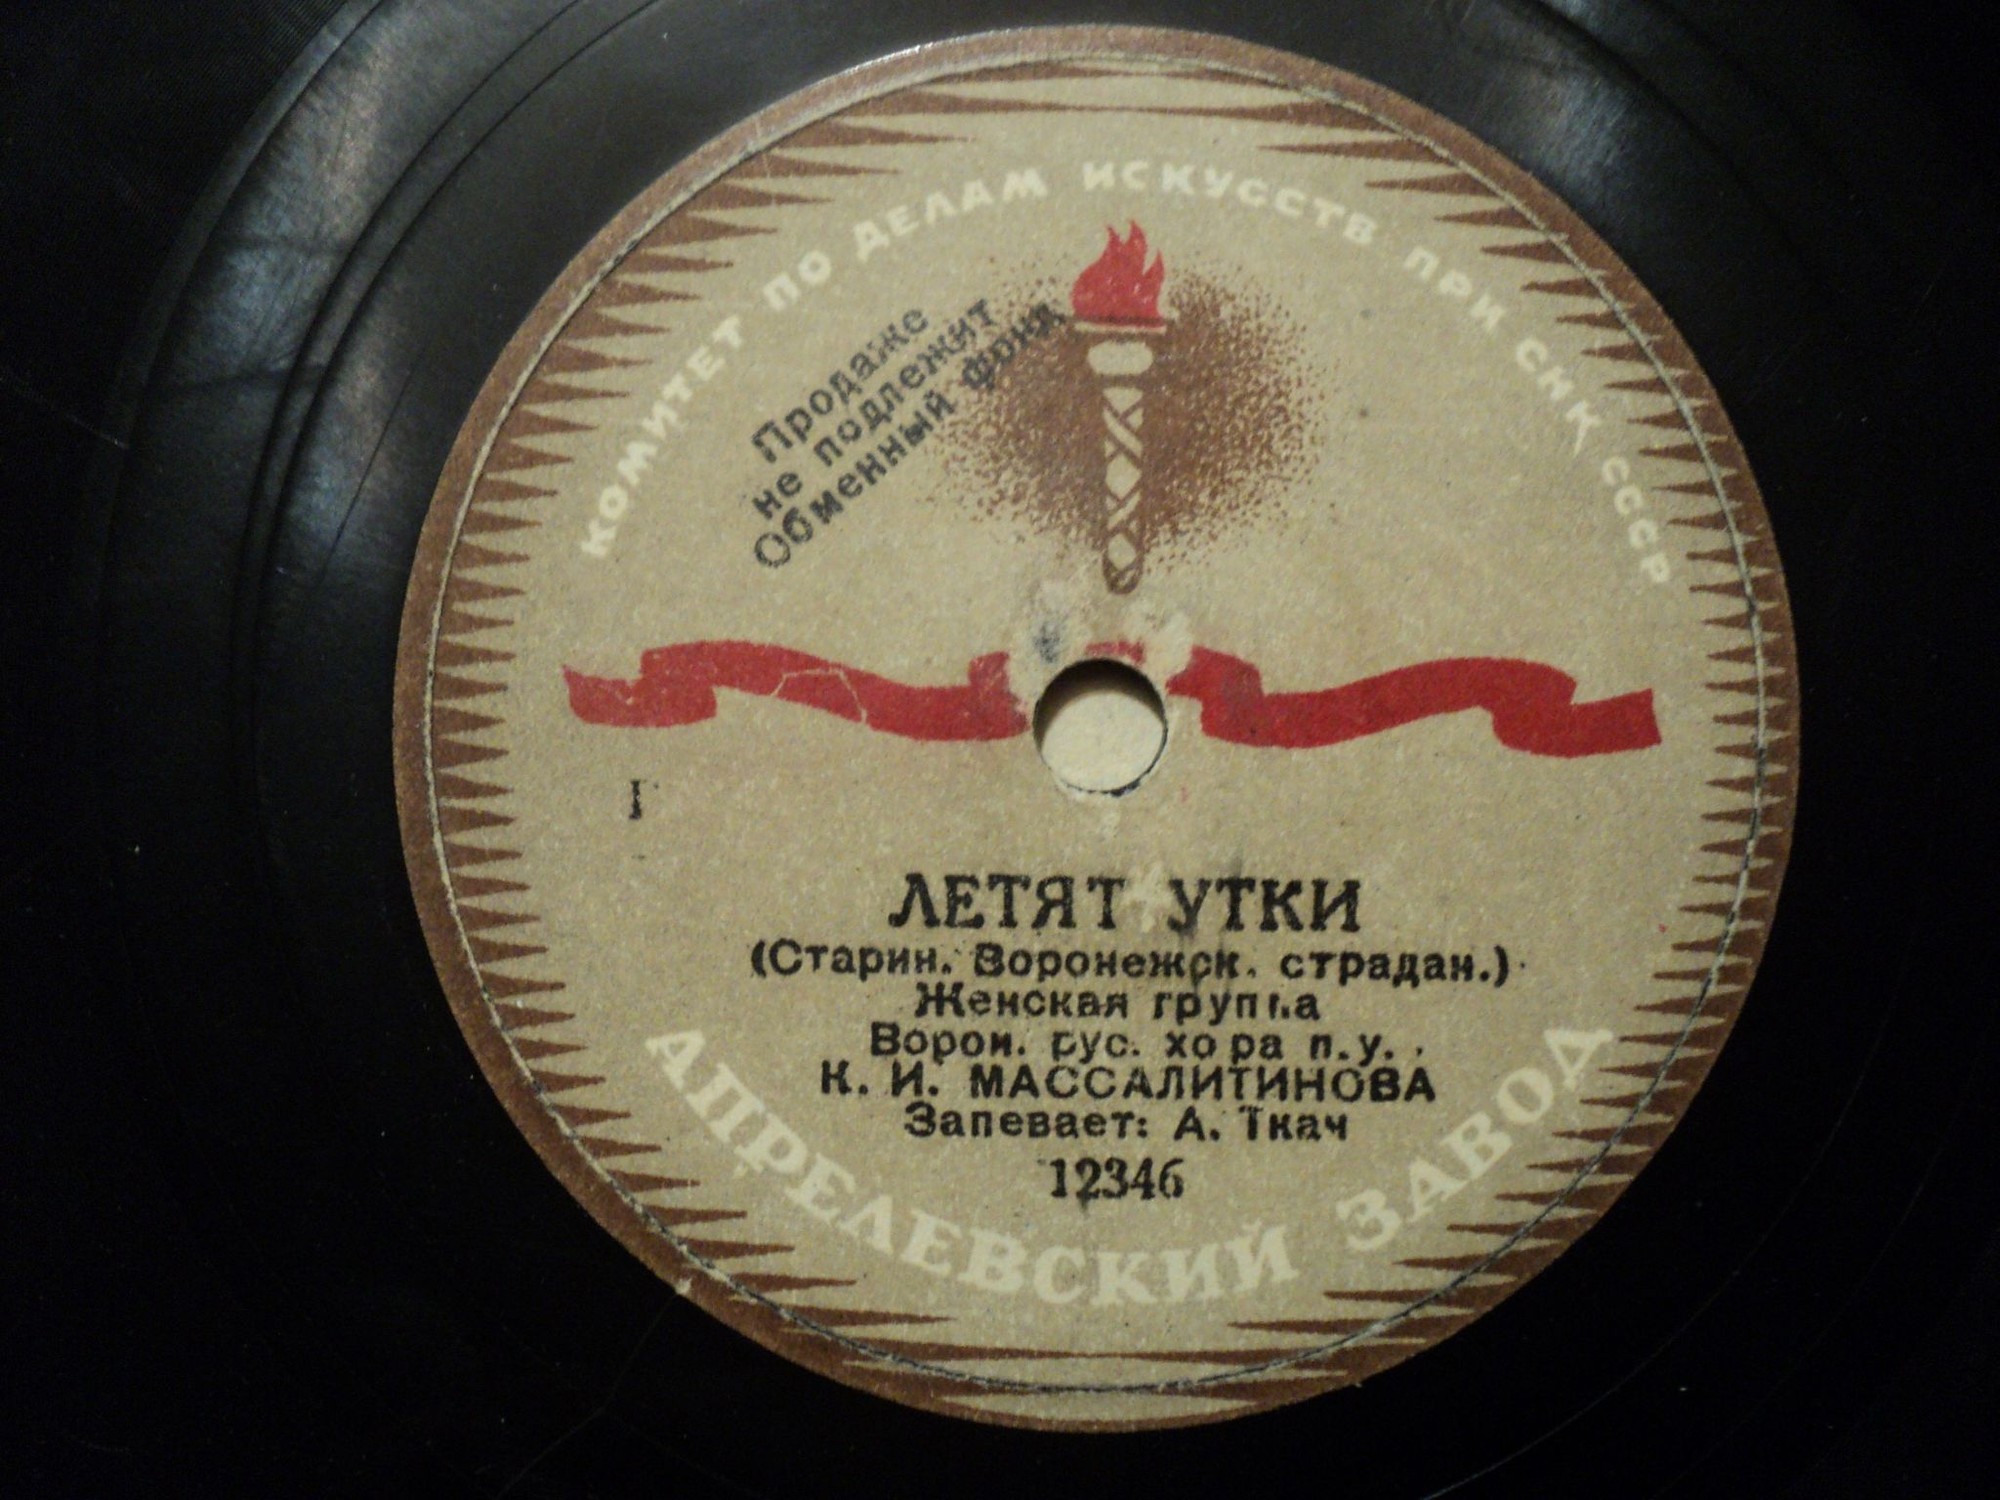 КОМИТЕТ ПО ДЕЛАМ ИСКУССТВ ПРИ СНК СССР
Продаже
не подлежит
Обменный фонд
I
ЛЕТЯТ УТКИ
(Старин. Воронежск. страдан.)
Женская группа
Ворон. рус. хора п.у.
К. И. МАССАЛИТИНОВА
Запевает: А. Ткач
12346
АПРЕЛЕВСКИЙ ЗАВОД